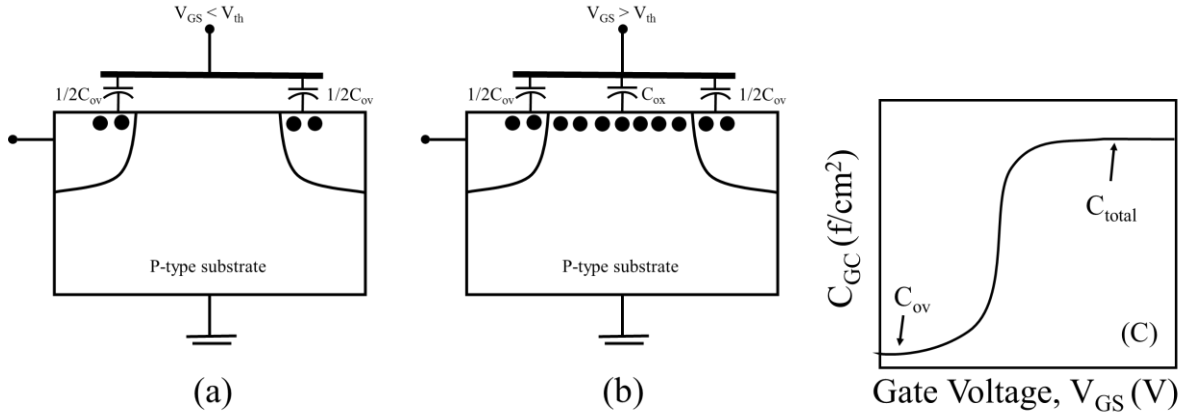 V_GS < V_th
1/2C_ov
1/2C_ov
P-type substrate
(a)
V_GS > V_th
1/2C_ov
C_ox
1/2C_ov
P-type substrate
(b)
C_GC (f/cm²)
C_total
C_ov
(C)
Gate Voltage, V_GS (V)